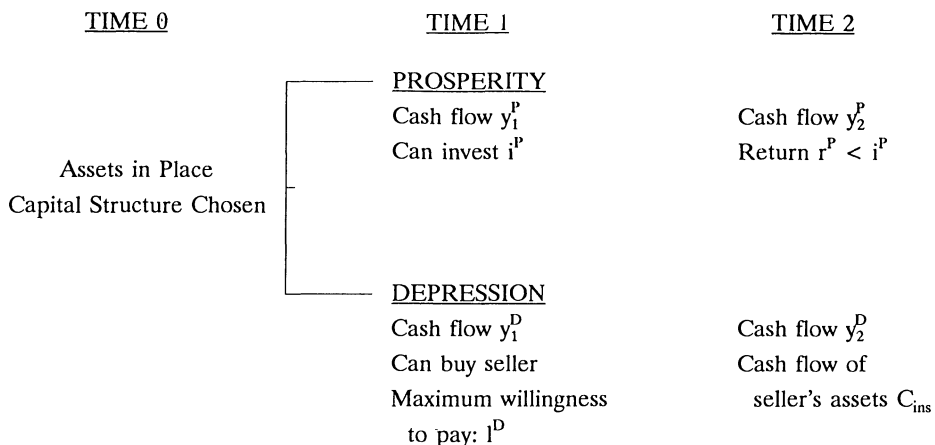 TIME 0
TIME 1
TIME 2
PROSPERITY
Cash flow y₁ᴾ
Cash flow y₂ᴾ
Can invest iᴾ
Return rᴾ < iᴾ
Assets in Place
Capital Structure Chosen
DEPRESSION
Cash flow y₁ᴰ
Cash flow y₂ᴰ
Can buy seller
Cash flow of
Maximum willingness
seller's assets Cᵢₙₛ
to pay: lᴰ